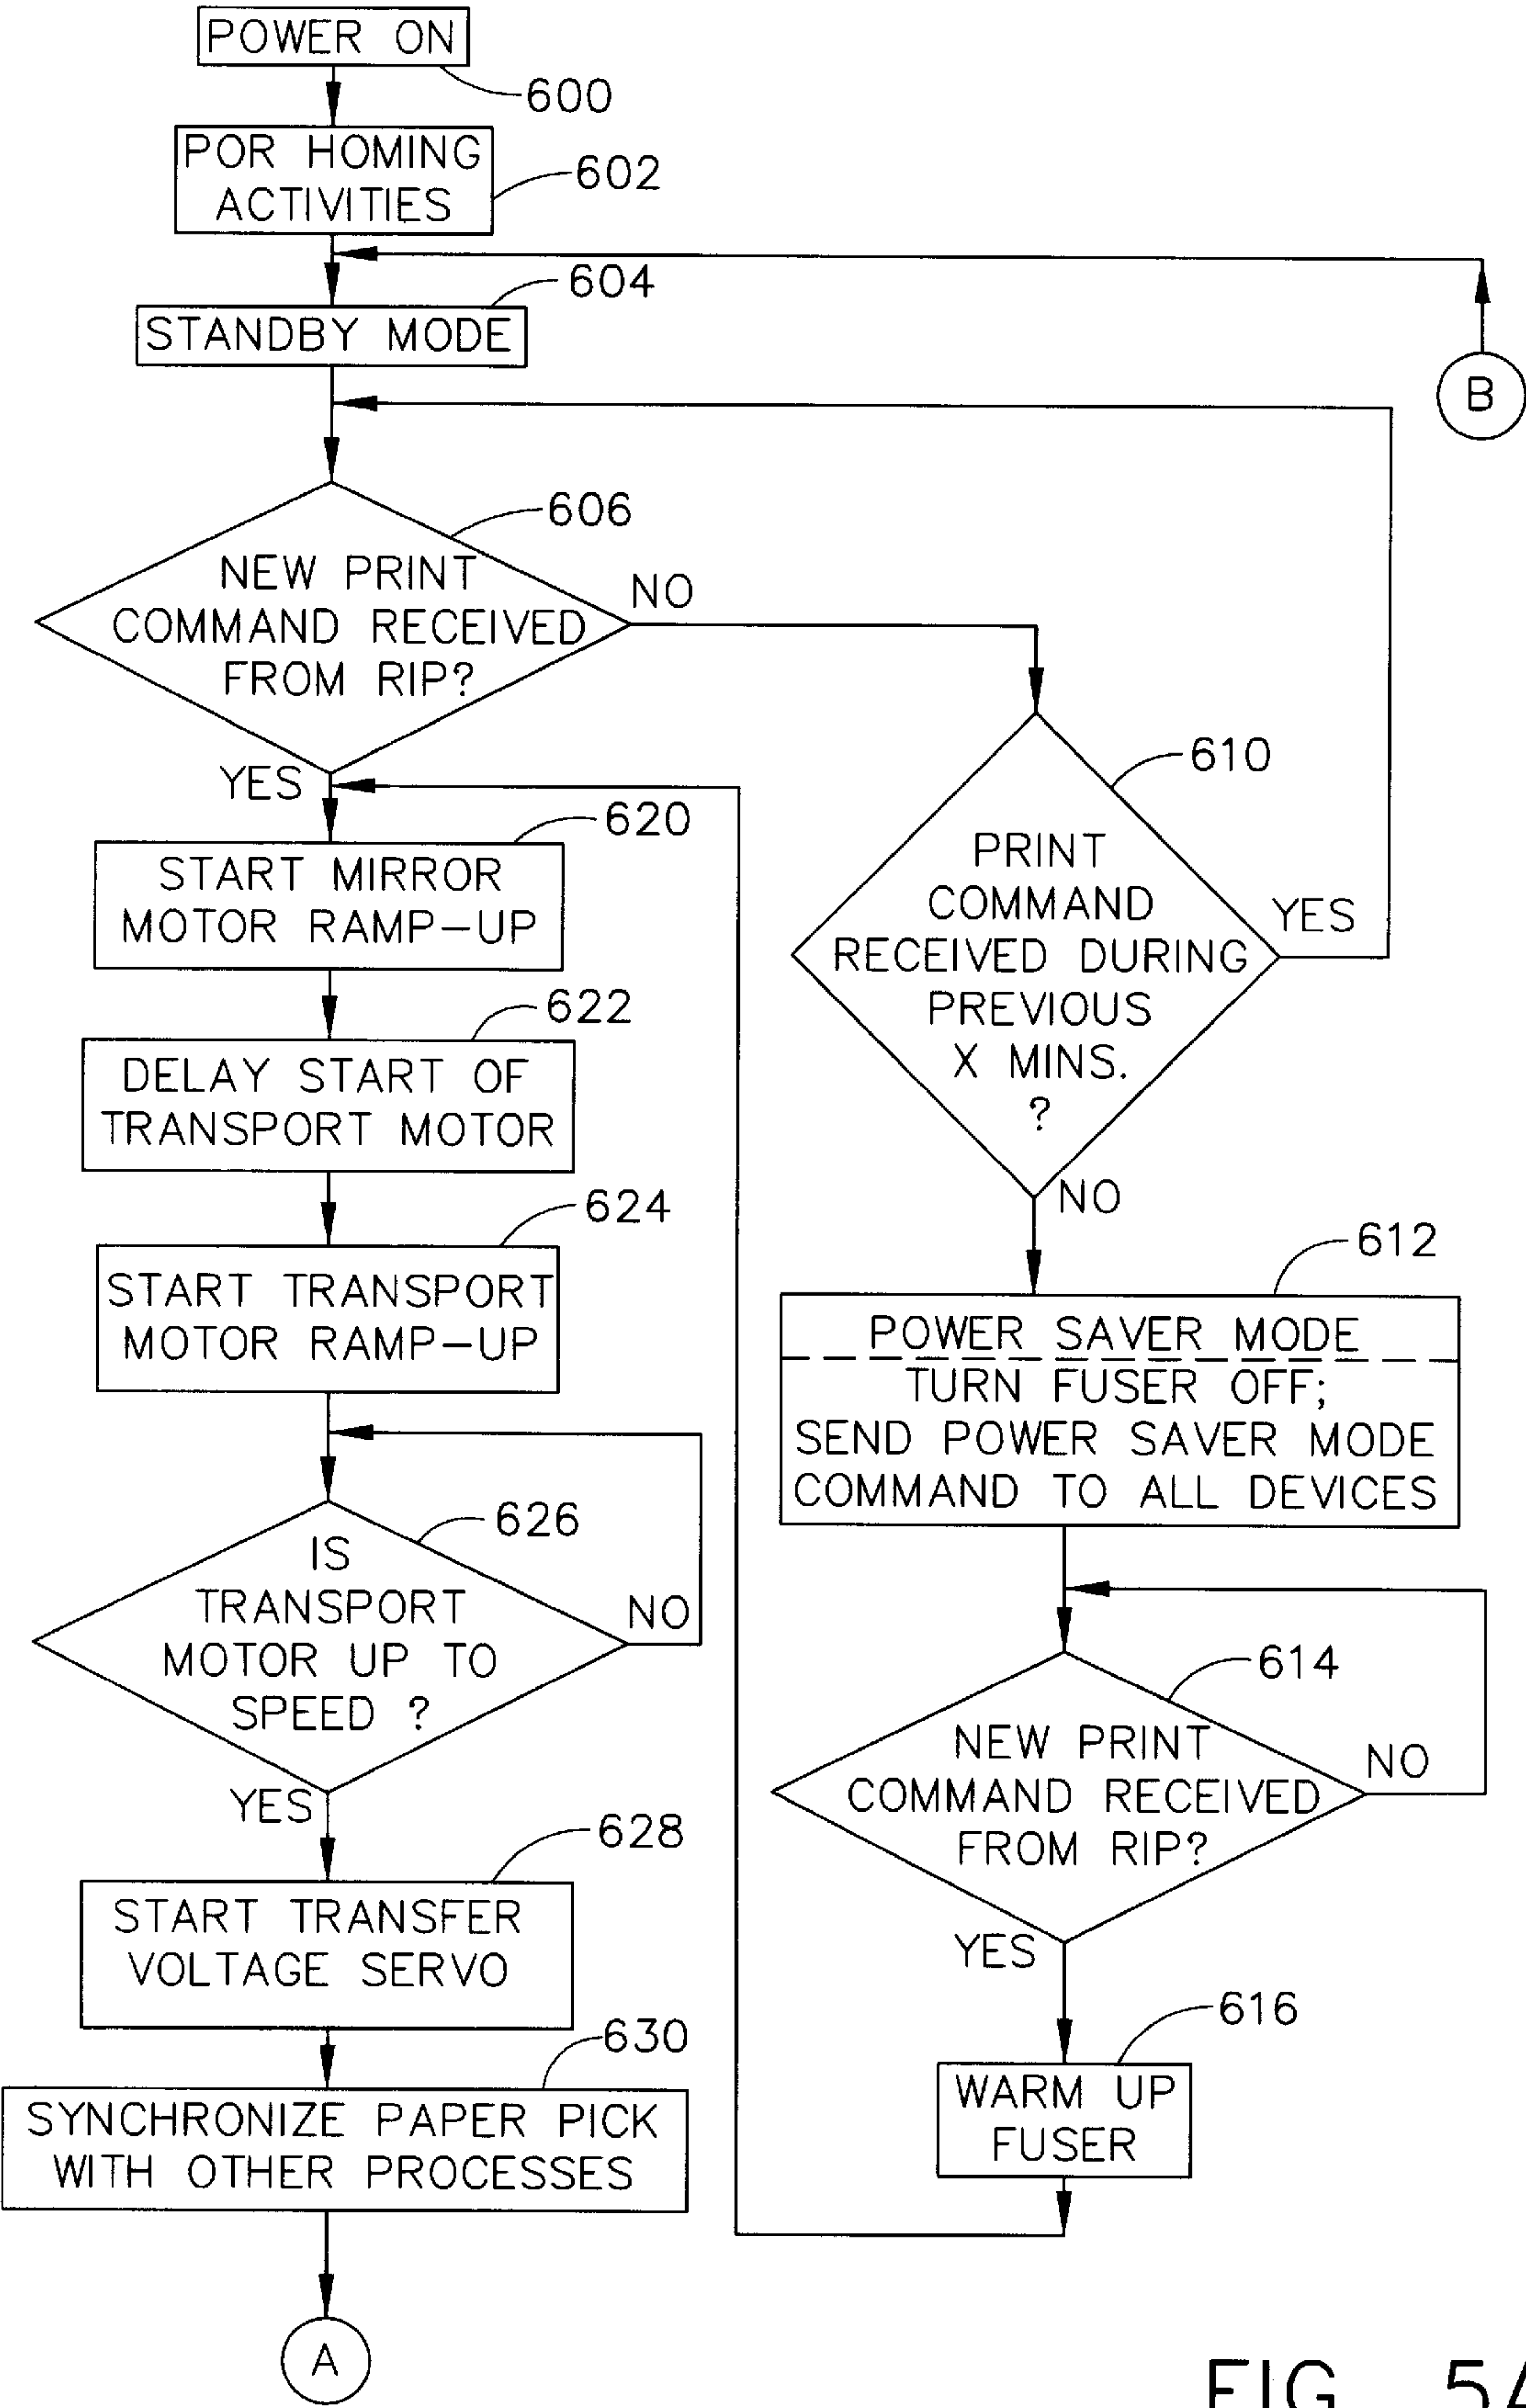 POWER ON
600
POR HOMING
ACTIVITIES
602
604
STANDBY MODE
B
606
NEW PRINT
COMMAND RECEIVED
FROM RIP?
NO
YES
610
PRINT
COMMAND
RECEIVED DURING
PREVIOUS
X MINS.
?
YES
NO
620
START MIRROR
MOTOR RAMP-UP
622
DELAY START OF
TRANSPORT MOTOR
624
START TRANSPORT
MOTOR RAMP-UP
612
POWER SAVER MODE
TURN FUSER OFF;
SEND POWER SAVER MODE
COMMAND TO ALL DEVICES
626
IS
TRANSPORT
MOTOR UP TO
SPEED ?
NO
YES
614
NEW PRINT
COMMAND RECEIVED
FROM RIP?
NO
YES
628
START TRANSFER
VOLTAGE SERVO
616
WARM UP
FUSER
630
SYNCHRONIZE PAPER PICK
WITH OTHER PROCESSES
A
FIG. 5A